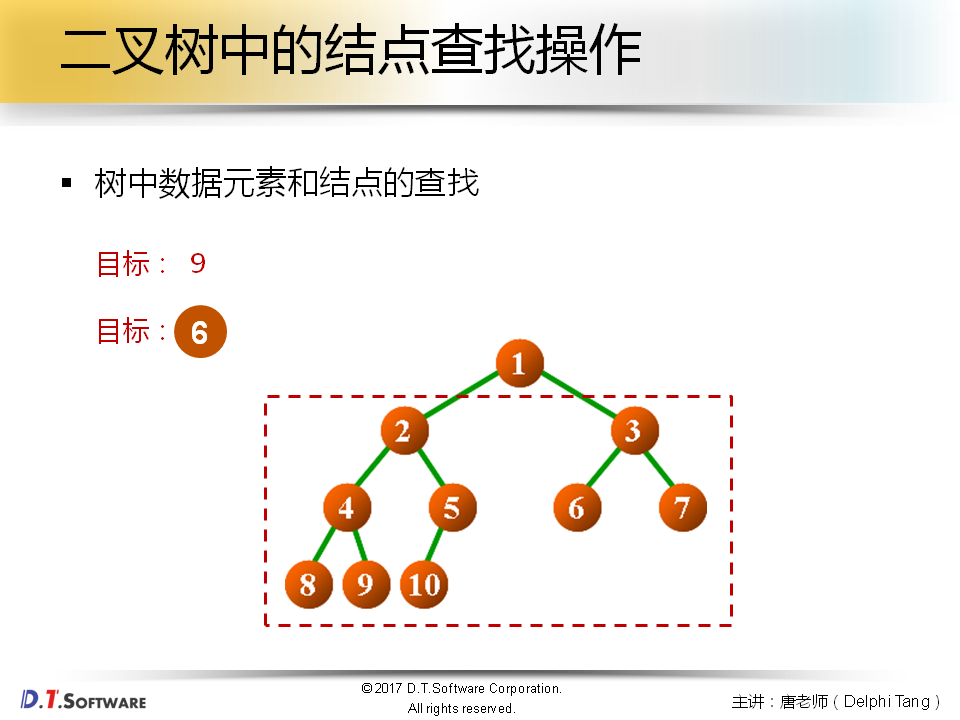 二叉树中的结点查找操作
▪ 树中数据元素和结点的查找
目标： 9
目标： 6
1
2 3
4 5 6 7
8 9 10
D.T.SOFTWARE
©2017 D.T.Software Corporation.
All rights reserved.
主讲：唐老师（Delphi Tang）